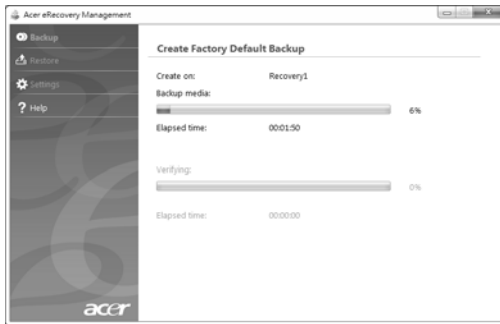 Acer eRecovery Management
Backup
Restore
Settings
? Help
Create Factory Default Backup
Create on: Recovery1
Backup media:
6%
Elapsed time: 00:01:50
Verifying:
0%
Elapsed time: 00:00:00
acer